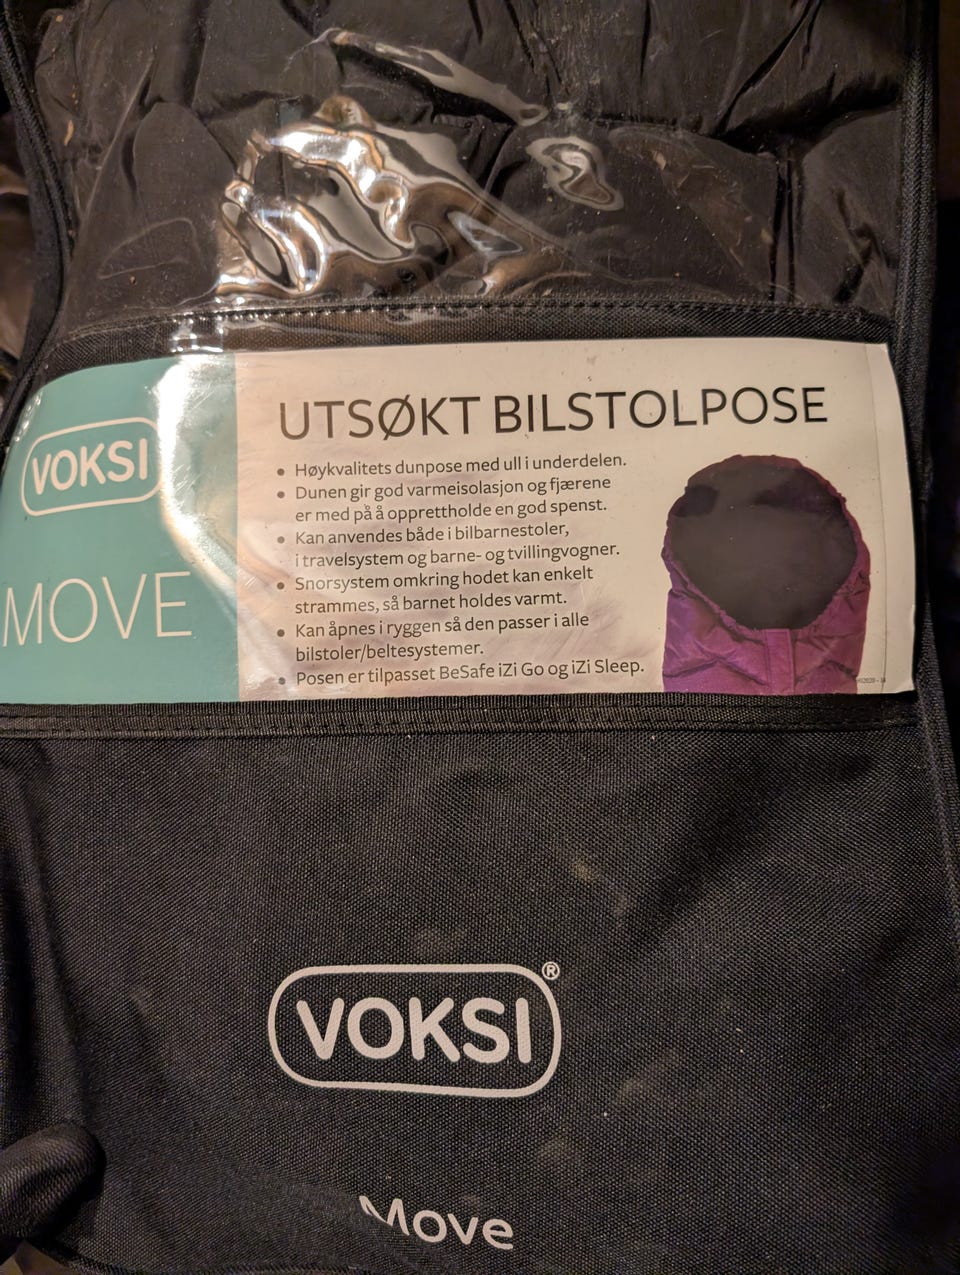 VOKSI
MOVE
UTSØKT BILSTOLPOSE
• Høykvalitets dunpose med ull i underdelen.
• Dunen gir god varmeisolasjon og fjærene
er med på å opprettholde en god spenst.
• Kan anvendes både i bilbarnestoler,
i travelsystem og barne- og tvillingvogner.
• Snorsystem omkring hodet kan enkelt
strammes, så barnet holdes varmt.
• Kan åpnes i ryggen så den passer i alle
bilstoler/beltesystemer.
• Posen er tilpasset BeSafe iZi Go og iZi Sleep.
VOKSI®
Move